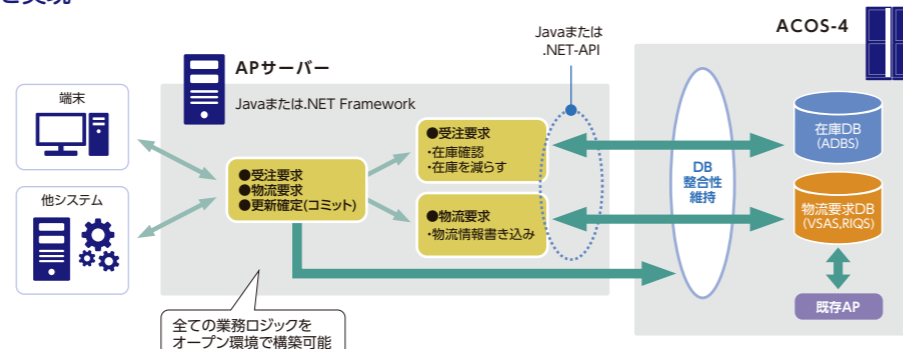 と実現
ACOS-4
Javaまたは
.NET-API
APサーバー
Javaまたは.NET Framework
端末
他システム
●受注要求
●物流要求
●更新確定(コミット)
●受注要求
・在庫確認
・在庫を減らす
●物流要求
・物流情報書き込み
DB
整合性
維持
在庫DB
(ADBS)
物流要求DB
(VSAS,RIQS)
既存AP
全ての業務ロジックを
オープン環境で構築可能